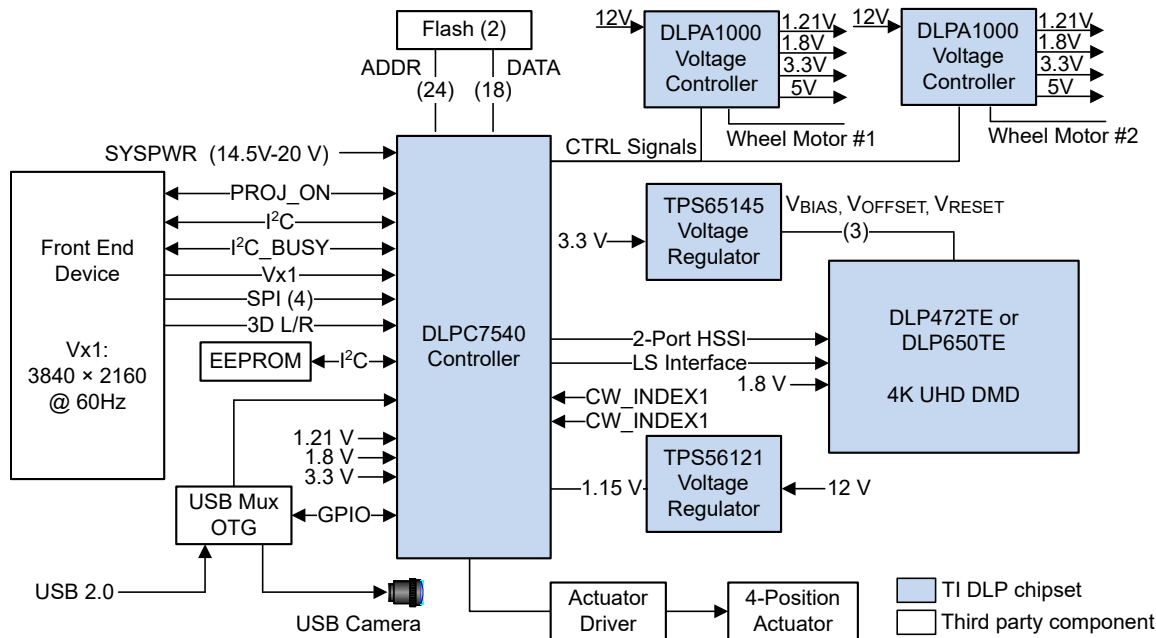 Flash (2)
ADDR
(24)
DATA
(18)
12V
DLPA1000
Voltage
Controller
1.21V
1.8V
3.3V
5V
Wheel Motor #1
12V
DLPA1000
Voltage
Controller
1.21V
1.8V
3.3V
5V
Wheel Motor #2
CTRL Signals
SYSPWR (14.5V-20 V)
PROJ_ON
I²C
I²C_BUSY
Vx1
SPI (4)
3D L/R
Front End
Device
Vx1:
3840 × 2160
@ 60Hz
EEPROM
I²C
DLPC7540
Controller
3.3 V
TPS65145
Voltage
Regulator
VBIAS, VOFFSET, VRESET
(3)
2-Port HSSI
LS Interface
1.8 V
DLP472TE or
DLP650TE
4K UHD DMD
CW_INDEX1
CW_INDEX1
1.21 V
1.8 V
3.3 V
1.15 V
TPS56121
Voltage
Regulator
12 V
USB Mux
OTG
GPIO
USB 2.0
USB Camera
Actuator
Driver
4-Position
Actuator
TI DLP chipset
Third party component